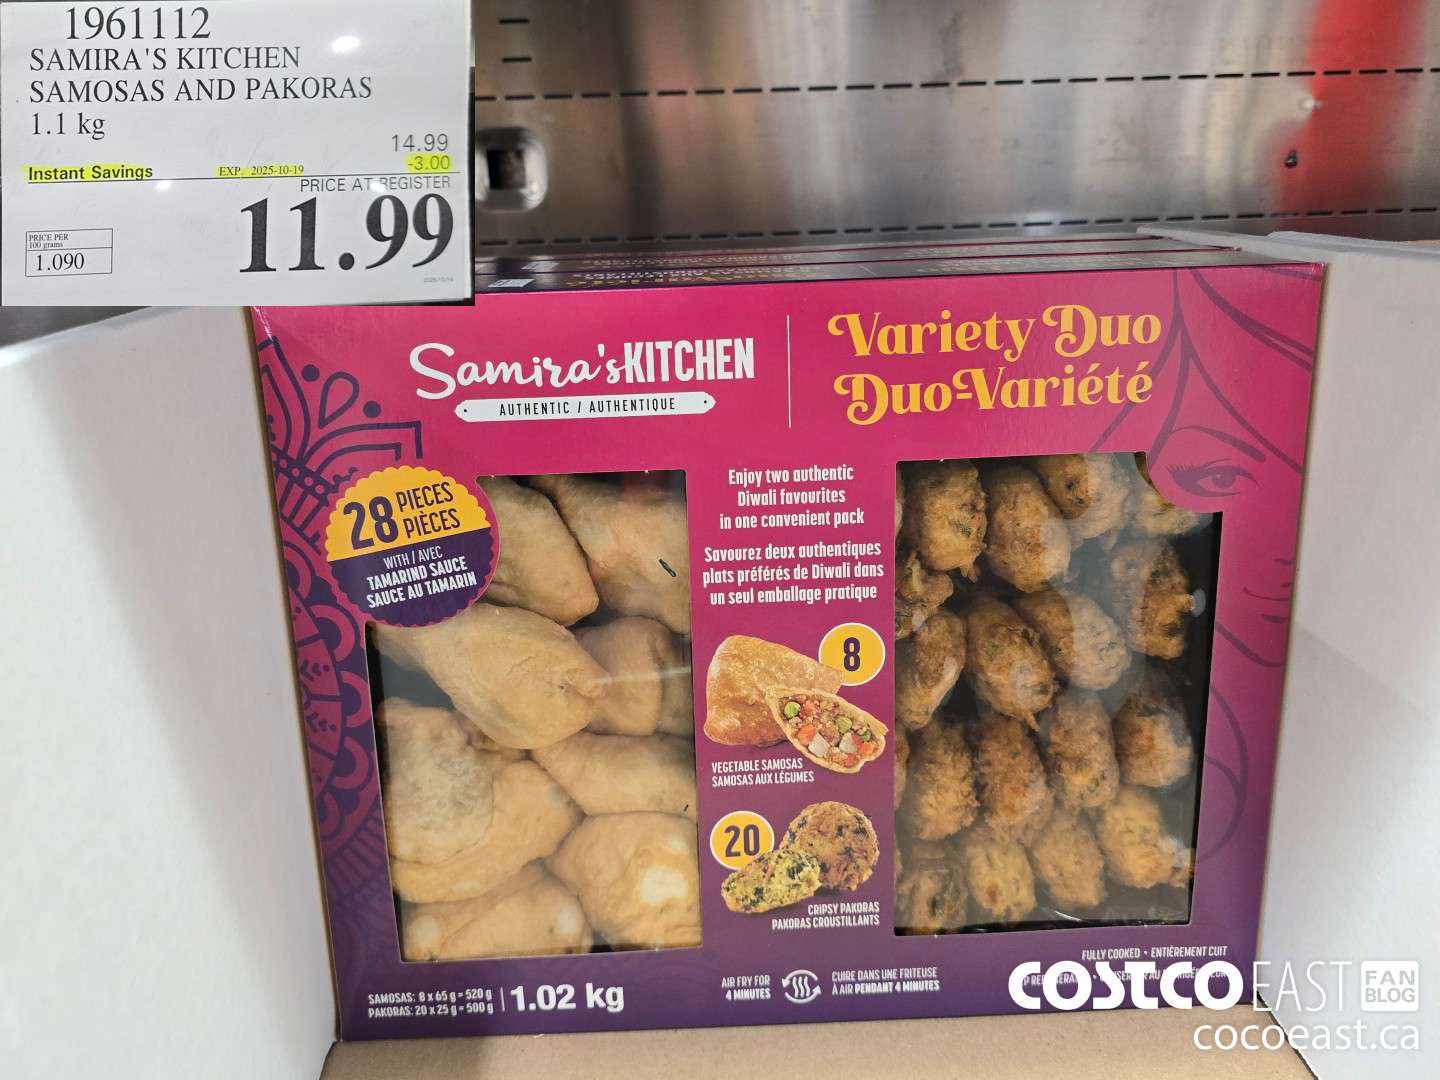 1961112
SAMIRA'S KITCHEN
SAMOSAS AND PAKORAS
1.1 kg
14.99
Instant Savings EXP. 2025-10-19 -3.00
PRICE AT REGISTER
11.99
PRICE PER
100 grams
1.090
Samira's KITCHEN
AUTHENTIC / AUTHENTIQUE
Variety Duo
Duo-Variété
28 PIECES
PIÈCES
WITH / AVEC
TAMARIND SAUCE
SAUCE AU TAMARIN
Enjoy two authentic
Diwali favourites
in one convenient pack
Savourez deux authentiques
plats préférés de Diwali dans
un seul emballage pratique
8
VEGETABLE SAMOSAS
SAMOSAS AUX LÉGUMES
20
CRIPSY PAKORAS
PAKORAS CROUSTILLANTS
SAMOSAS: 8 x 65 g = 520 g
PAKORAS: 20 x 25 g = 500 g
1.02 kg
AIR FRY FOR
4 MINUTES
CUIRE DANS UNE FRITEUSE
À AIR PENDANT 4 MINUTES
FULLY COOKED • ENTIÈREMENT CUIT
COSTCO EAST FAN
BLOG
cocoeast.ca